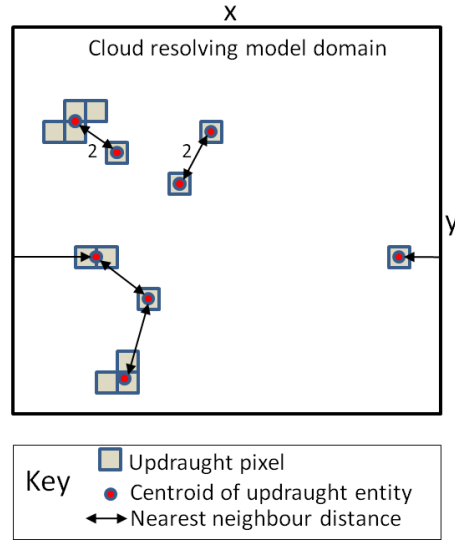 x
Cloud resolving model domain
2
2
y
Key
Updraught pixel
Centroid of updraught entity
Nearest neighbour distance